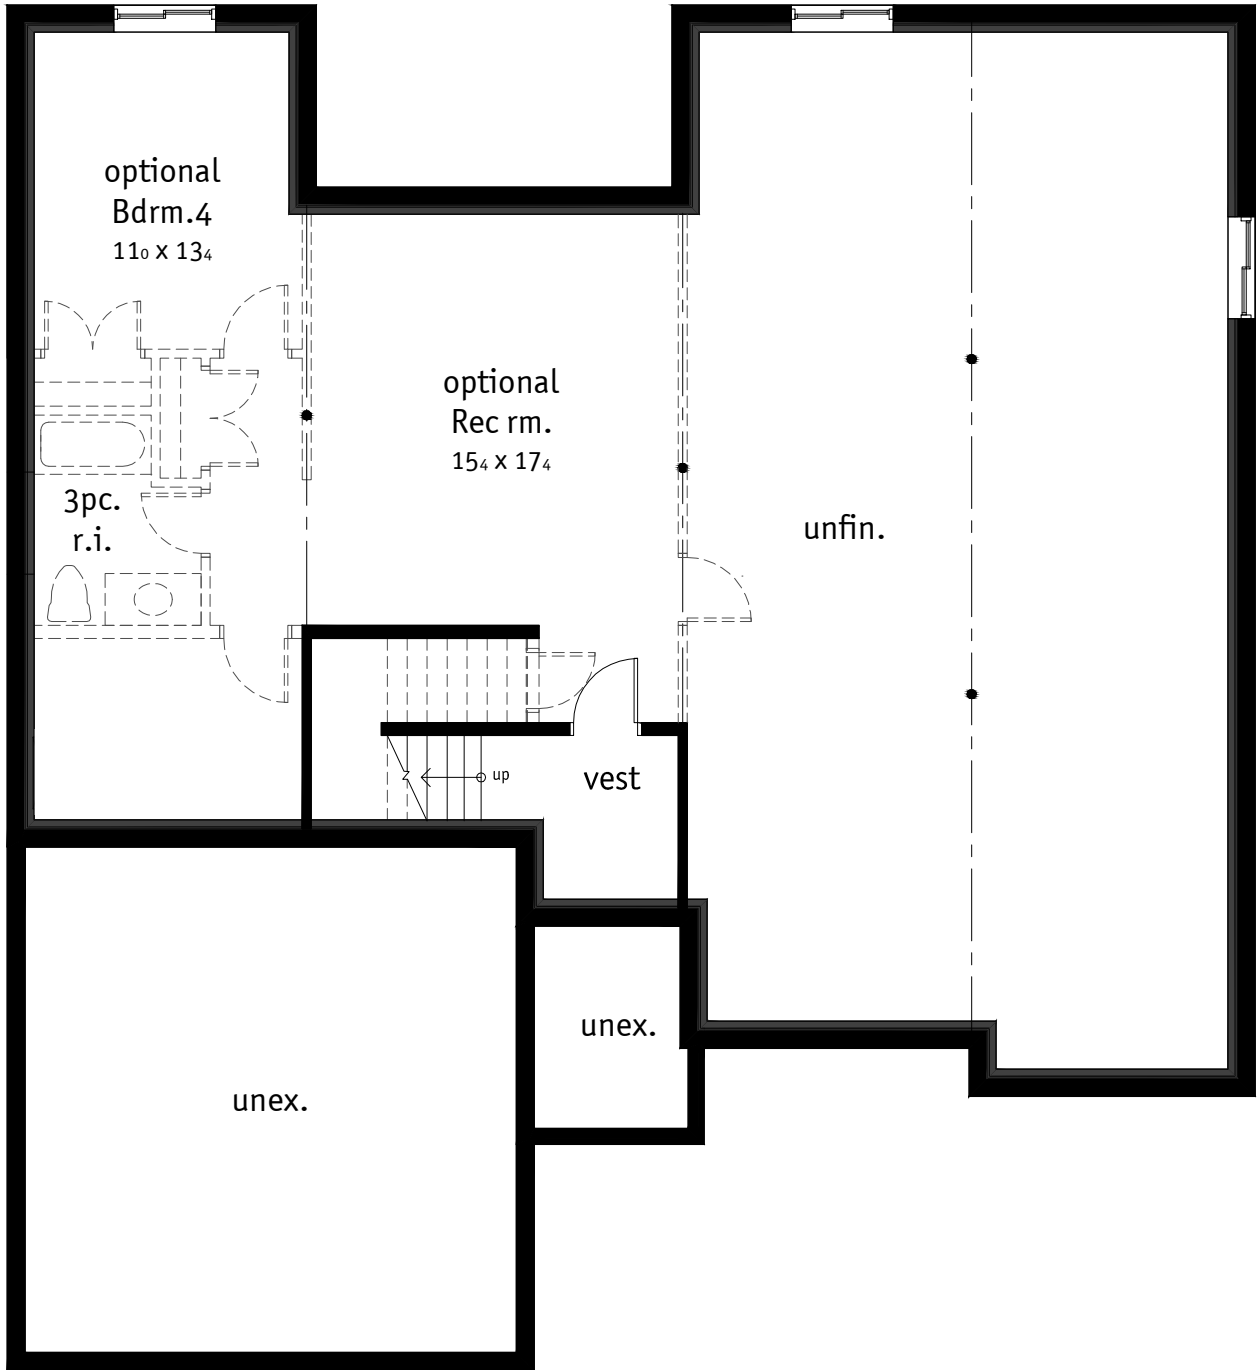 optional
Bdrm.4
11₀ x 13₄
optional
Rec rm.
15₄ x 17₄
3pc.
r.i.
unfin.
up
vest
unex.
unex.